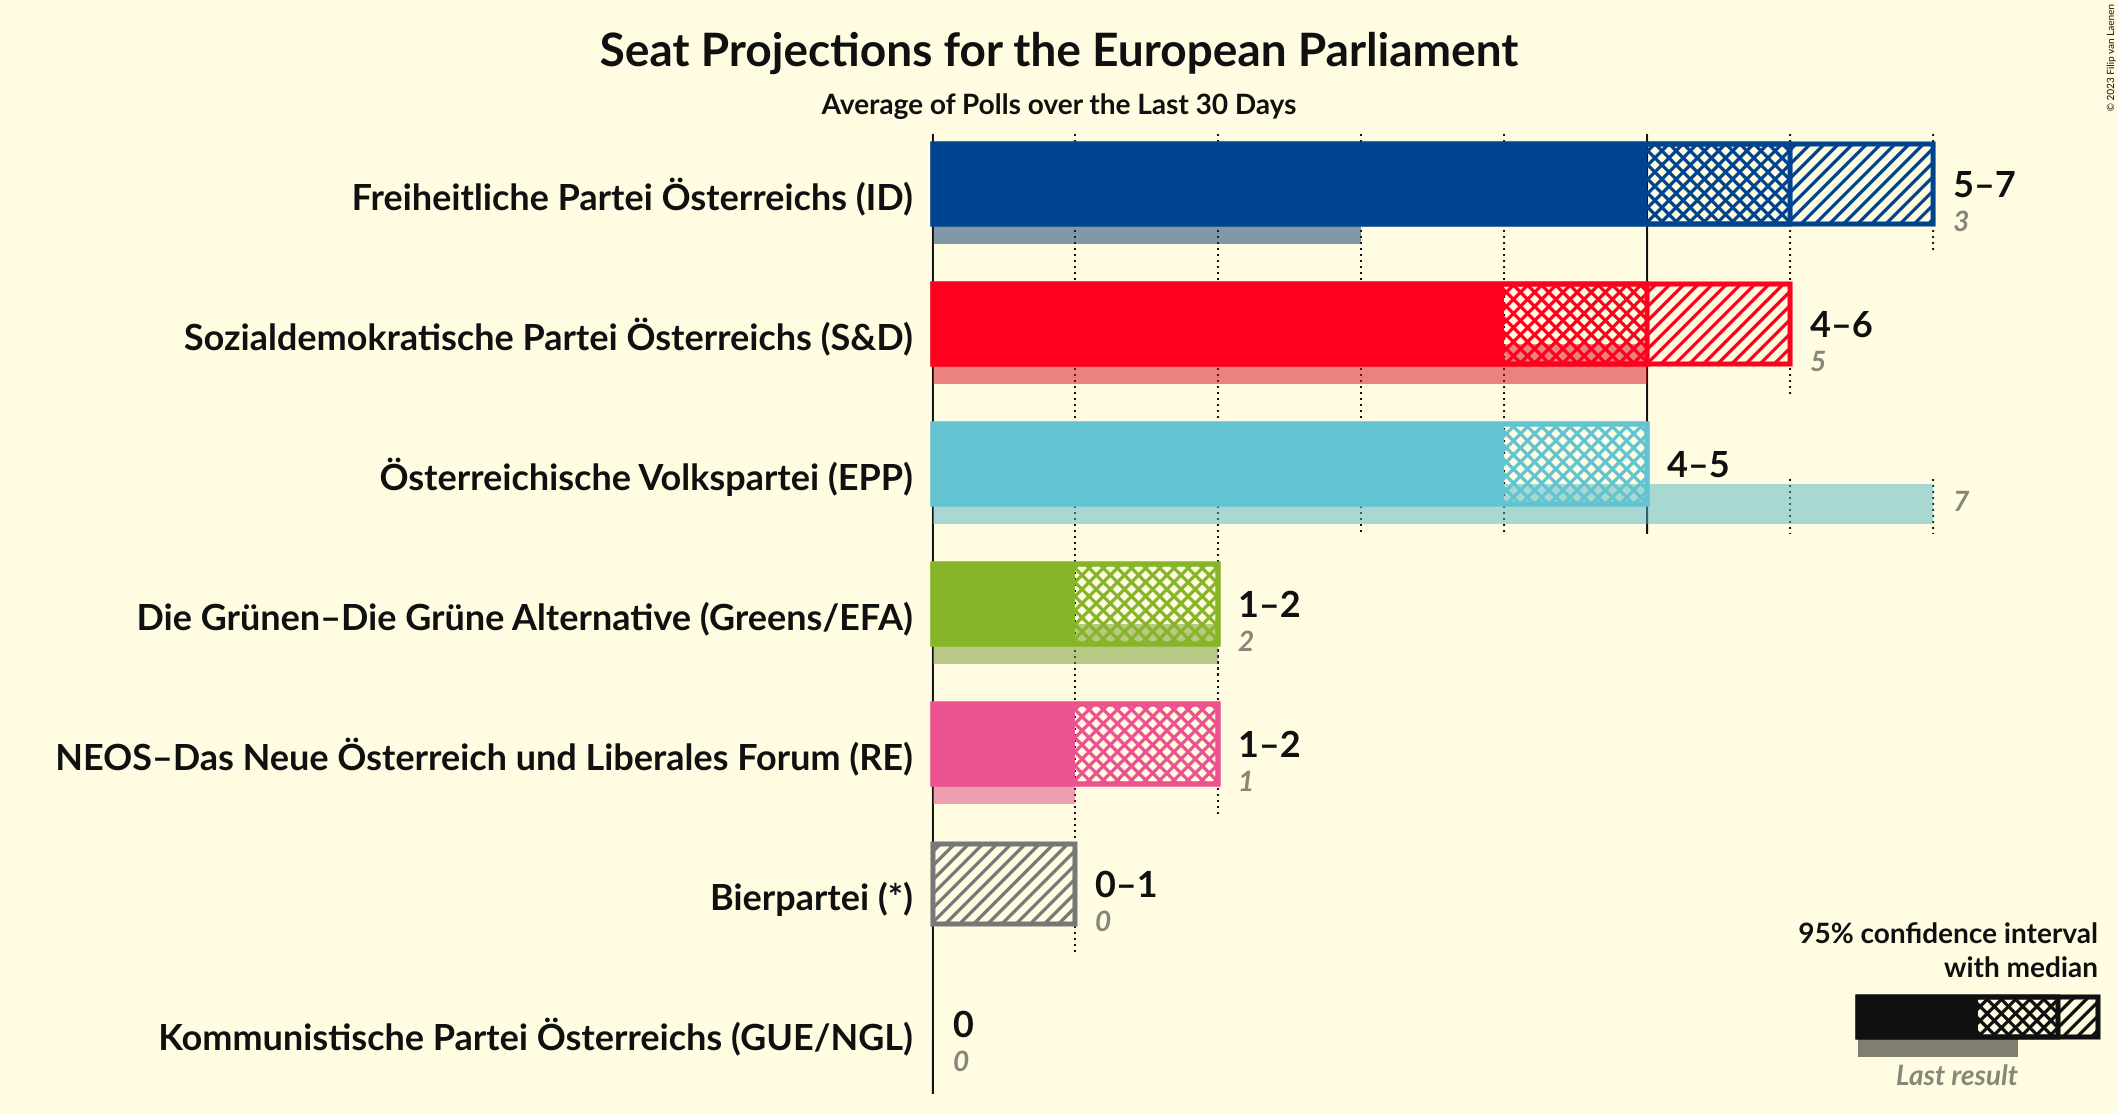 Seat Projections for the European Parliament
Average of Polls over the Last 30 Days
© 2023 Filip van Laenen
Freiheitliche Partei Österreichs (ID)
5–7
3
Sozialdemokratische Partei Österreichs (S&D)
4–6
5
Österreichische Volkspartei (EPP)
4–5
7
Die Grünen–Die Grüne Alternative (Greens/EFA)
1–2
2
NEOS–Das Neue Österreich und Liberales Forum (RE)
1–2
1
Bierpartei (*)
0–1
0
Kommunistische Partei Österreichs (GUE/NGL)
0
0
95% confidence interval
with median
Last result